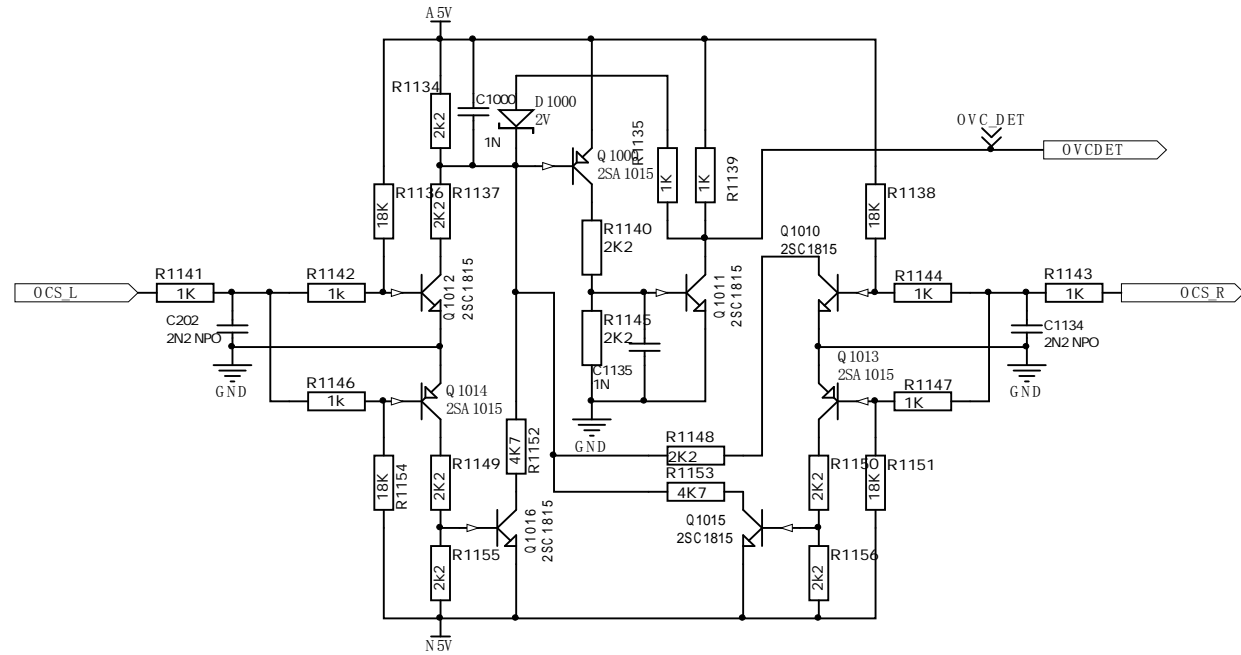 A5V
R1134
2k2
C1000
1N
D1000
2V
Q1000
2SA1015
R1135
1K
R1139
1K
OVC_DET
OVCDET
R1136
18K
R1137
2K2
R1138
18K
R1140
2K2
Q1010
2SC1815
Q1012
2SC1815
Q1011
2SC1815
OCS_L
R1141
1K
R1142
1k
R1144
1K
R1143
1K
OCS_R
C202
2N2 NPO
GND
R1145
2K2
C1135
1N
GND
C1134
2N2 NPO
GND
R1146
1k
Q1014
2SA1015
Q1013
2SA1015
R1147
1K
R1152
4K7
R1148
2K2
R1153
4K7
R1154
18K
R1149
2K2
R1150
2K2
R1151
18K
Q1016
2SC1815
Q1015
2SC1815
R1155
2k2
R1156
2k2
N5V